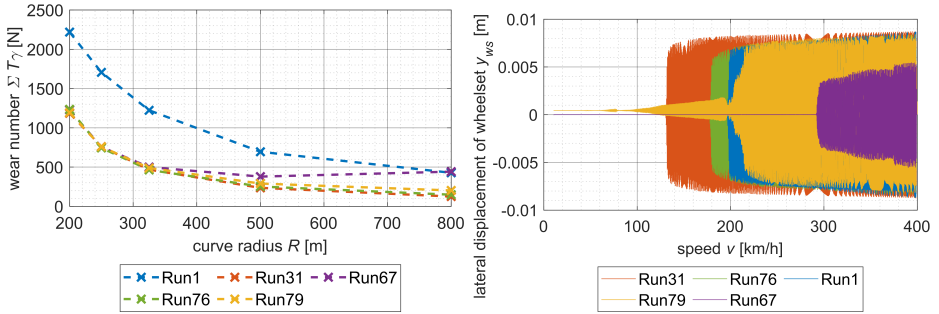 wear number Σ Tγ [N]
2500
2000
1500
1000
500
0
200 300 400 500 600 700 800
curve radius R [m]
Run1 Run31 Run67
Run76 Run79
lateral displacement of wheelset y_ws [m]
0.01
0.005
0
-0.005
-0.01
0 100 200 300 400
speed v [km/h]
Run31 Run76 Run1
Run79 Run67